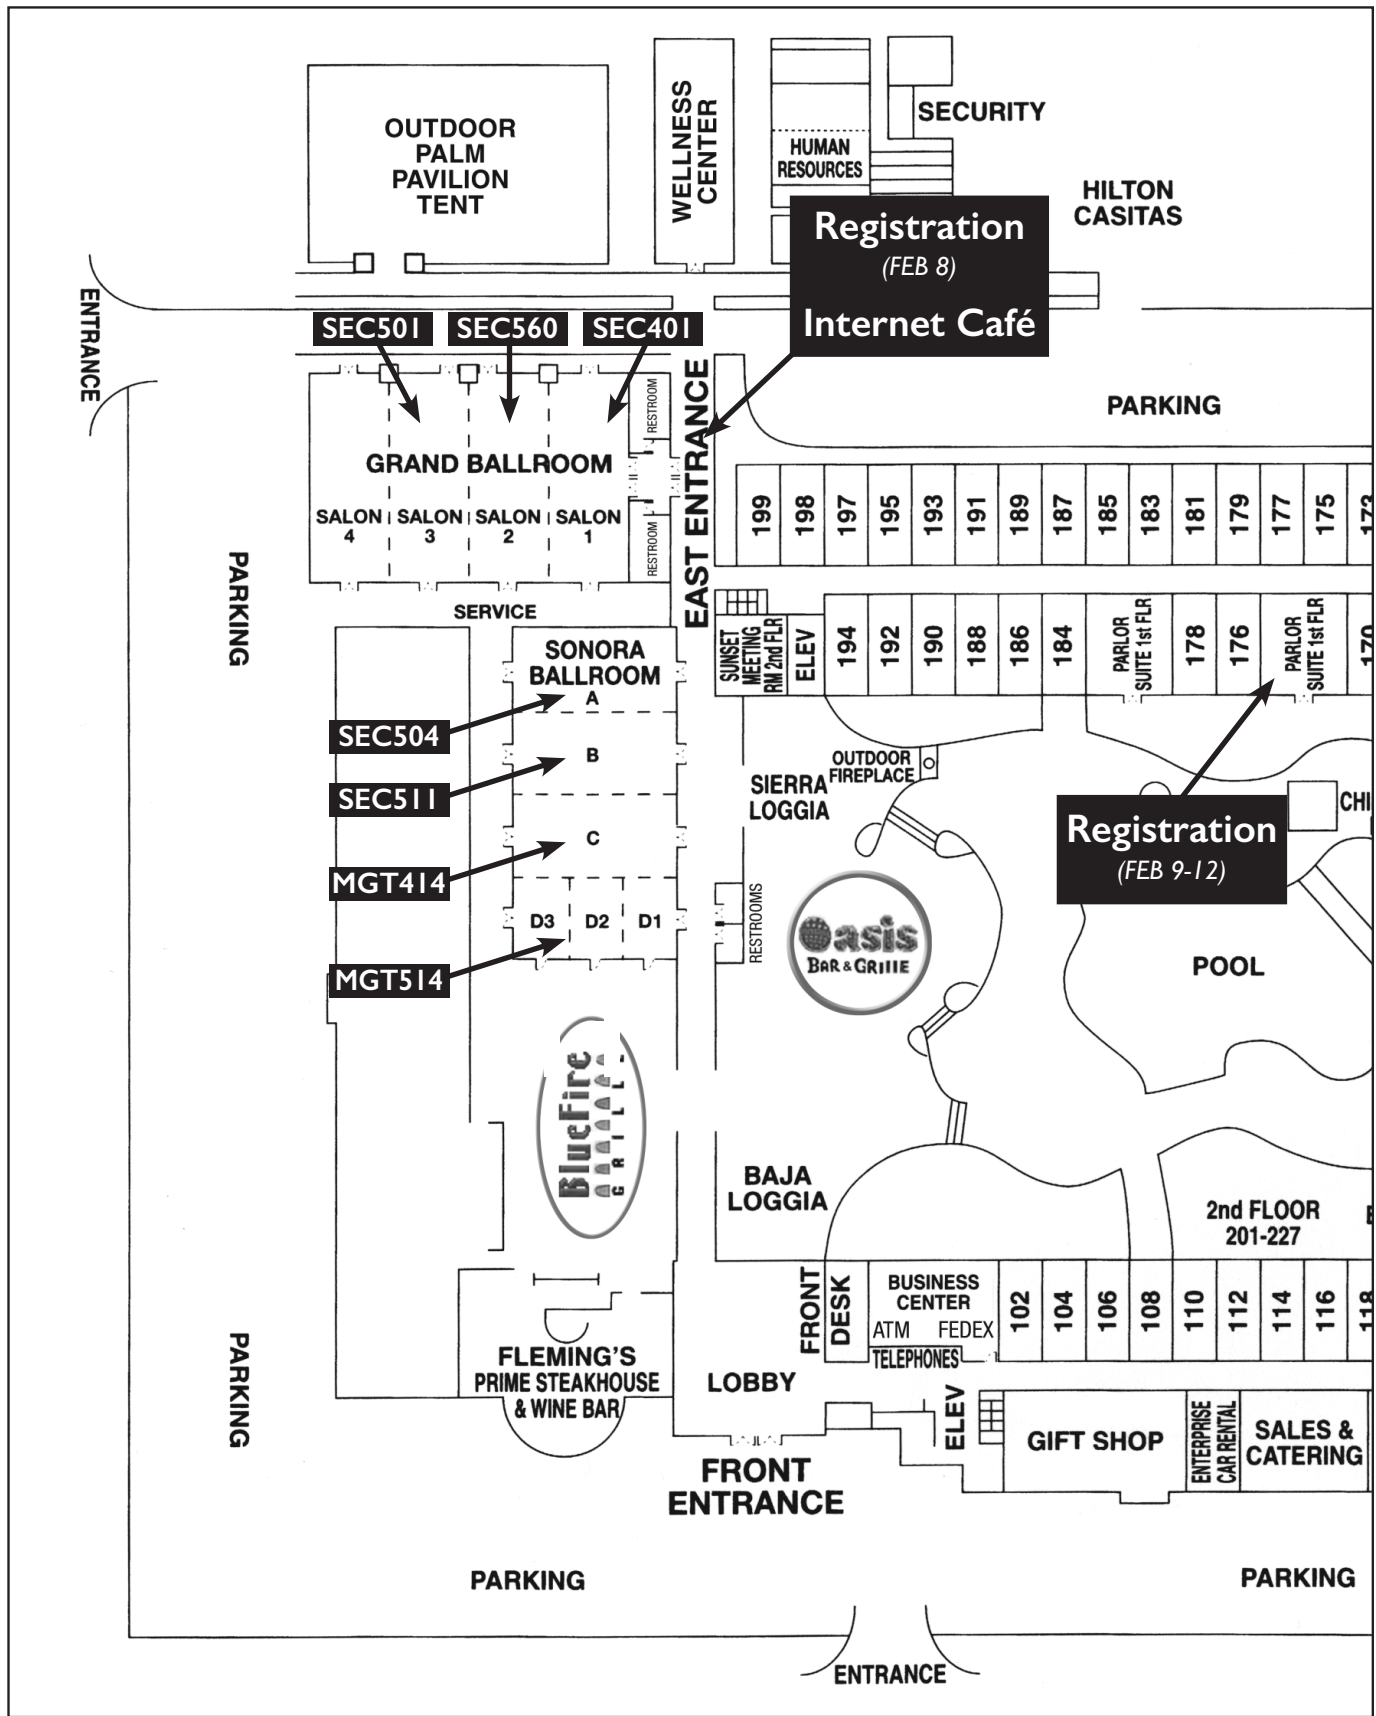 OUTDOOR
PALM
PAVILION
TENT
WELLNESS
CENTER
HUMAN
RESOURCES
SECURITY
HILTON
CASITAS
Registration
(FEB 8)
Internet Café
ENTRANCE
SEC501
SEC560
SEC401
EAST ENTRANCE
PARKING
RESTROOM
GRAND BALLROOM
SALON
4
SALON
3
SALON
2
SALON
1
RESTROOM
199
198
197
195
193
191
189
187
185
183
181
179
177
175
173
PARKING
SERVICE
SONORA
BALLROOM
A
B
C
D3
D2
D1
SEC504
SEC511
MGT414
MGT514
SUNSET
MEETING
RM 2nd FLR
ELEV
194
192
190
188
186
184
PARLOR
SUITE 1st FLR
178
176
PARLOR
SUITE 1st FLR
170
OUTDOOR
FIREPLACE
SIERRA
LOGGIA
CHI
Registration
(FEB 9-12)
RESTROOMS
Oasis
BAR & GRIllE
POOL
BlueFire
GRILL
BAJA
LOGGIA
2nd FLOOR
201-227
FRONT
DESK
BUSINESS
CENTER
ATM FEDEX
TELEPHONES
102
104
106
108
110
112
114
116
118
PARKING
FLEMING'S
PRIME STEAKHOUSE
& WINE BAR
LOBBY
ELEV
GIFT SHOP
ENTERPRISE
CAR RENTAL
SALES &
CATERING
FRONT
ENTRANCE
PARKING
PARKING
ENTRANCE